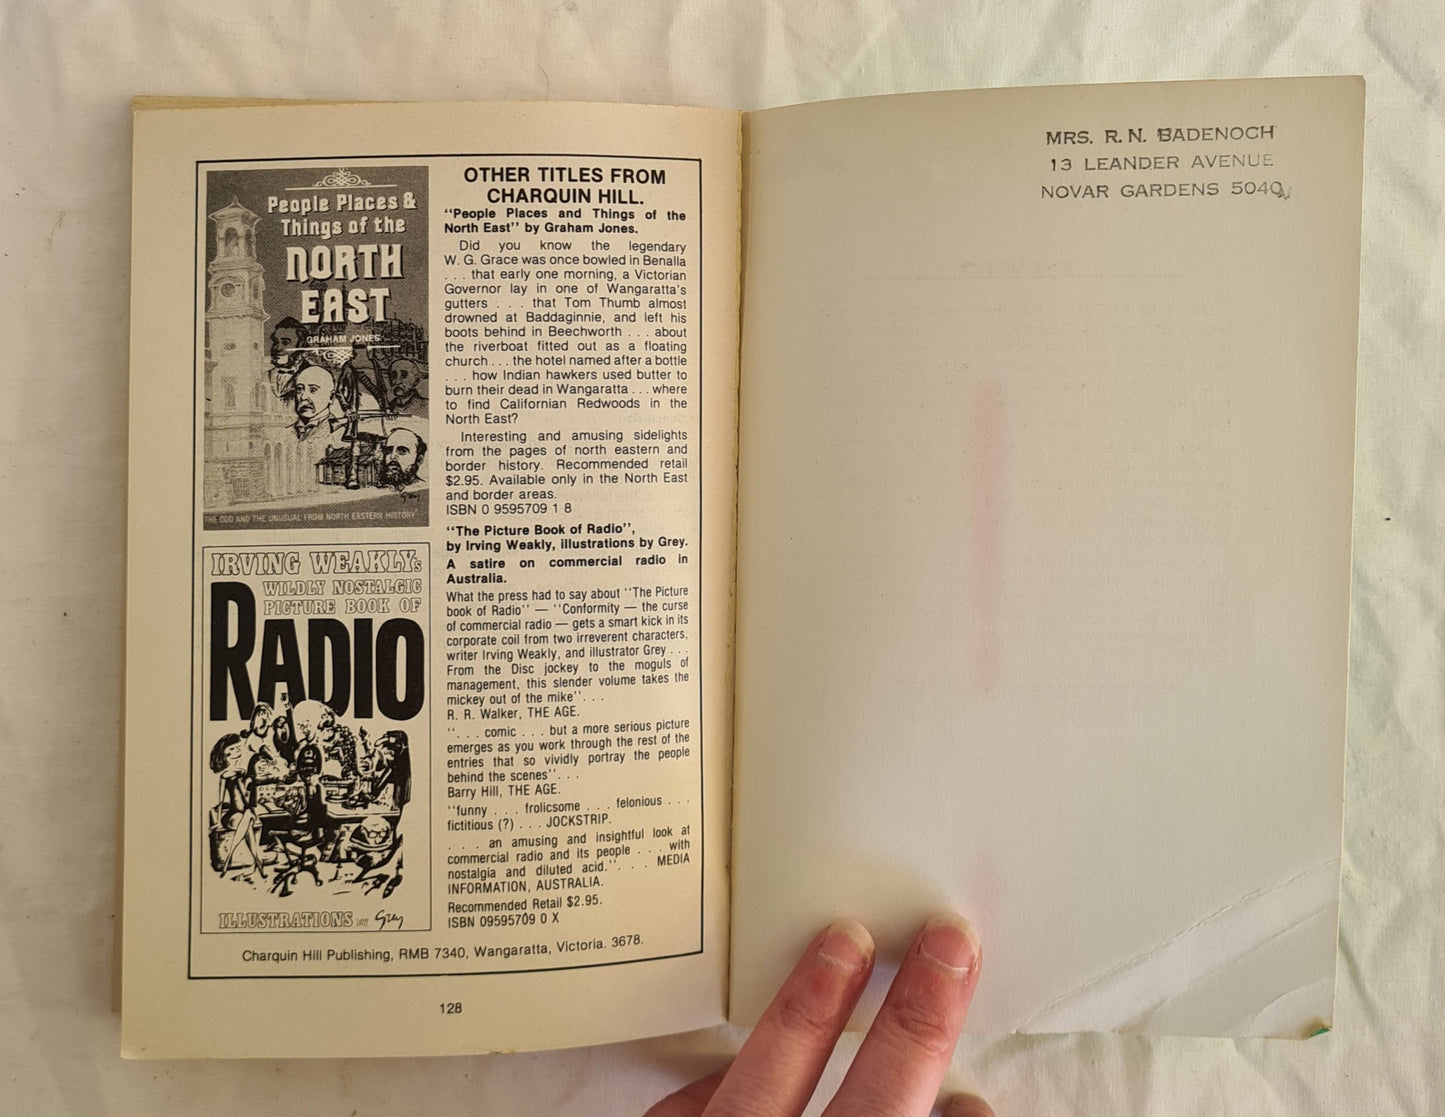 People Places &
Things of the
NORTH
EAST
GRAHAM JONES
Grey
THE ODD AND THE UNUSUAL FROM NORTH EASTERN HISTORY
IRVING WEAKLY's
WILDLY NOSTALGIC
PICTURE BOOK OF
RADIO
ILLUSTRATIONS BY Grey
OTHER TITLES FROM
CHARQUIN HILL.
"People Places and Things of the
North East" by Graham Jones.
Did you know the legendary
W. G. Grace was once bowled in Benalla
. . . that early one morning, a Victorian
Governor lay in one of Wangaratta's
gutters . . . that Tom Thumb almost
drowned at Baddaginnie, and left his
boots behind in Beechworth . . . about
the riverboat fitted out as a floating
church . . . the hotel named after a bottle
. . . how Indian hawkers used butter to
burn their dead in Wangaratta . . . where
to find Californian Redwoods in the
North East?
Interesting and amusing sidelights
from the pages of north eastern and
border history. Recommended retail
$2.95. Available only in the North East
and border areas.
ISBN 0 9595709 1 8
"The Picture Book of Radio",
by Irving Weakly, illustrations by Grey.
A satire on commercial radio in
Australia.
What the press had to say about "The Picture
book of Radio" — "Conformity — the curse
of commercial radio — gets a smart kick in its
corporate coil from two irreverent characters,
writer Irving Weakly, and illustrator Grey . . .
From the Disc jockey to the moguls of
management, this slender volume takes the
mickey out of the mike". . .
R. R. Walker, THE AGE.
". . . comic . . . but a more serious picture
emerges as you work through the rest of the
entries that so vividly portray the people
behind the scenes". . .
Barry Hill, THE AGE.
"funny . . . frolicsome . . . felonious . . .
fictitious (?) . . . JOCKSTRIP.
. . . an amusing and insightful look at
commercial radio and its people . . . with
nostalgia and diluted acid.". . . MEDIA
INFORMATION, AUSTRALIA.
Recommended Retail $2.95.
ISBN 09595709 0 X
Charquin Hill Publishing, RMB 7340, Wangaratta, Victoria. 3678.
128
MRS. R. N. BADENOCH
13 LEANDER AVENUE
NOVAR GARDENS 5040